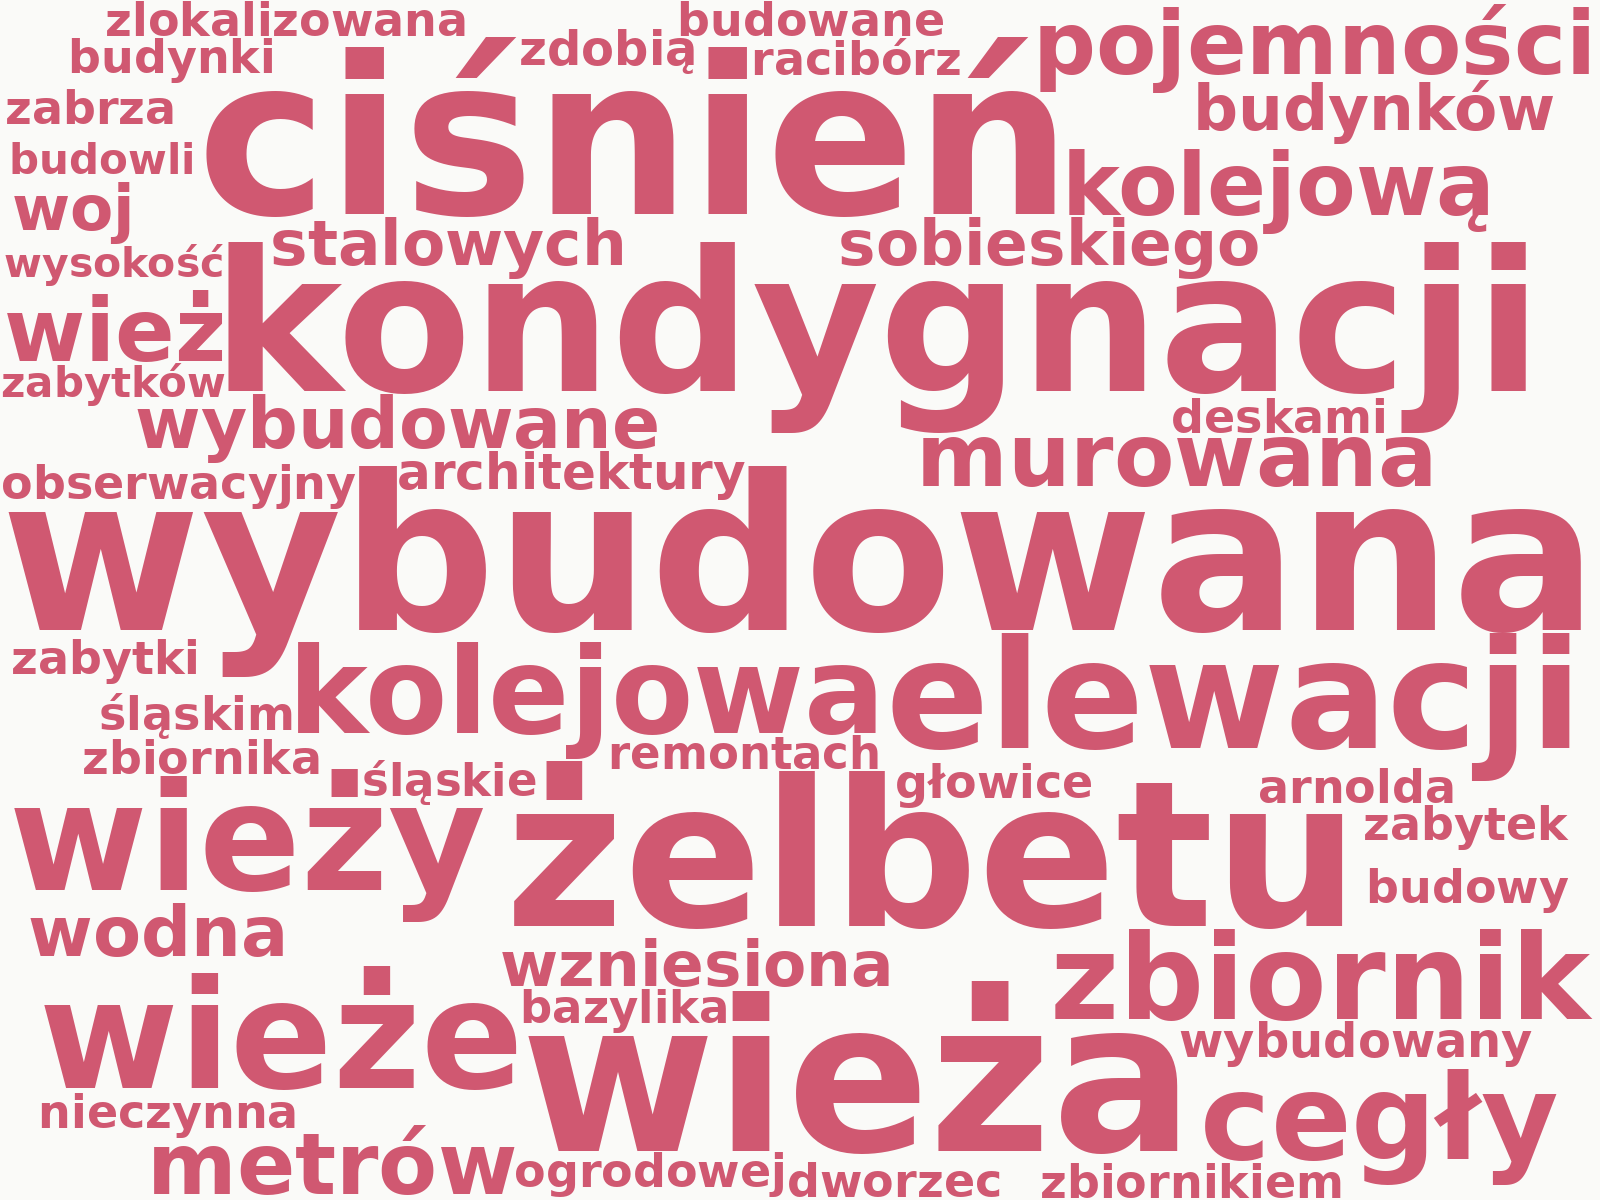 zlokalizowana
budowane
budynki
zdobią
racibórz
pojemności
zabrza
ciśnień
budynków
budowli
kolejową
woj
stalowych
sobieskiego
wysokość
kondygnacji
wież
zabytków
wybudowane
deskami
murowana
obserwacyjny
architektury
wybudowana
zabytki
kolejowa
elewacji
śląskim
zbiornika
remontach
śląskie
głowice
arnolda
wieży
żelbetu
zabytek
budowy
wodna
wzniesiona
zbiornik
wieże
bazylika
wieża
wybudowany
nieczynna
cegły
metrów
ogrodowej
dworzec
zbiornikiem